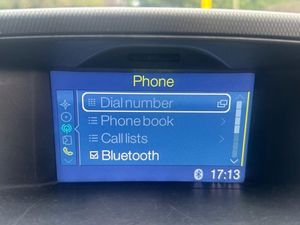 Phone
Dial number
Phone book
Call lists
Bluetooth
17:13